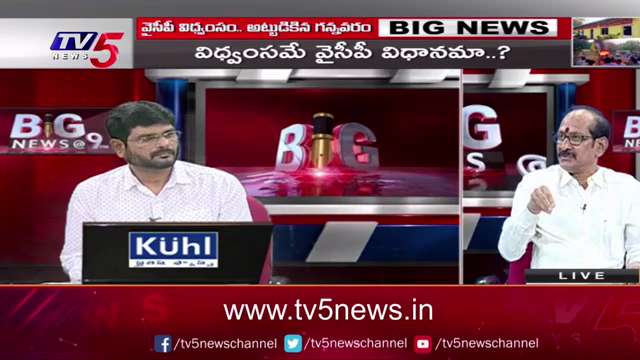 వైసీపీ విధ్వంసం.. అట్టుడికిన గన్నవరం
BIG NEWS
TV5
NEWS
విధ్వంసమే వైసీపీ విధానమా..?
BIG
NEWS@9
BIG
Kühl
LIVE
www.tv5news.in
/tv5newschannel
/tv5newschannel
/tv5newschannel